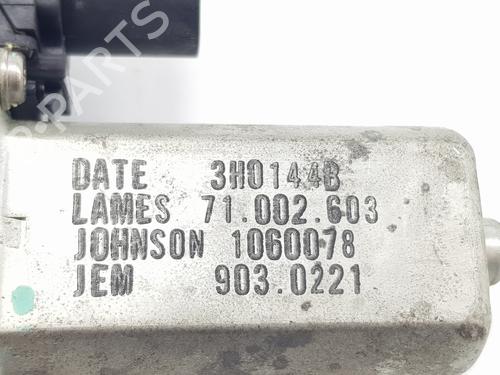 DATE 3H0144B
LAMES 71.002.603
JOHNSON 1060078
JEM 903.0221